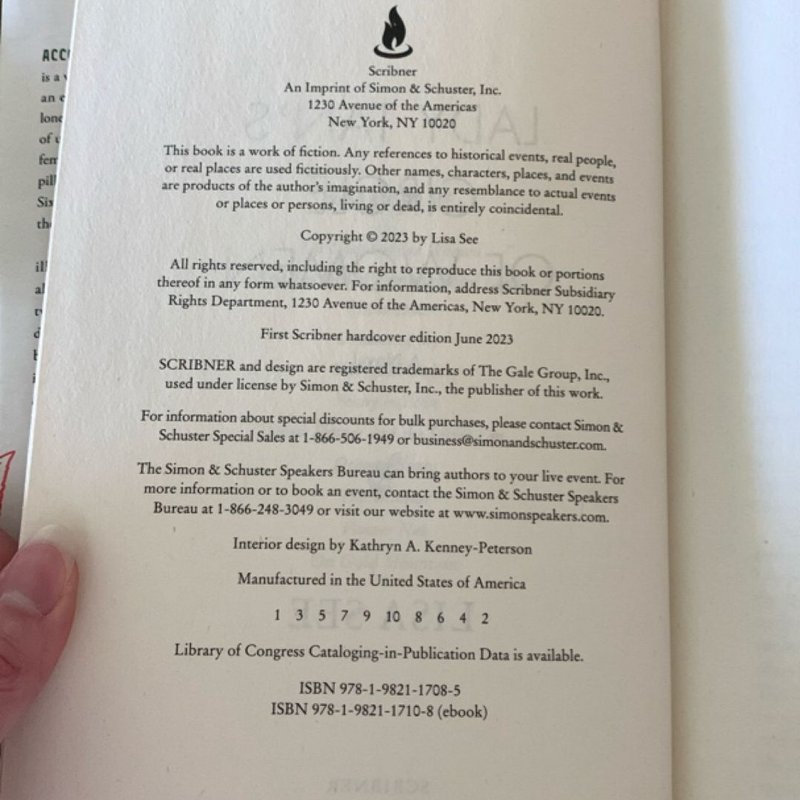 ACC
is a
an
lone
of
fem
pill
Six
the
ill
al
Scribner
An Imprint of Simon & Schuster, Inc.
1230 Avenue of the Americas
New York, NY 10020
This book is a work of fiction. Any references to historical events, real people,
or real places are used fictitiously. Other names, characters, places, and events
are products of the author's imagination, and any resemblance to actual events
or places or persons, living or dead, is entirely coincidental.
Copyright © 2023 by Lisa See
All rights reserved, including the right to reproduce this book or portions
thereof in any form whatsoever. For information, address Scribner Subsidiary
Rights Department, 1230 Avenue of the Americas, New York, NY 10020.
First Scribner hardcover edition June 2023
SCRIBNER and design are registered trademarks of The Gale Group, Inc.,
used under license by Simon & Schuster, Inc., the publisher of this work.
For information about special discounts for bulk purchases, please contact Simon &
Schuster Special Sales at 1-866-506-1949 or business@simonandschuster.com.
The Simon & Schuster Speakers Bureau can bring authors to your live event. For
more information or to book an event, contact the Simon & Schuster Speakers
Bureau at 1-866-248-3049 or visit our website at www.simonspeakers.com.
Interior design by Kathryn A. Kenney-Peterson
Manufactured in the United States of America
1 3 5 7 9 10 8 6 4 2
Library of Congress Cataloging-in-Publication Data is available.
ISBN 978-1-9821-1708-5
ISBN 978-1-9821-1710-8 (ebook)